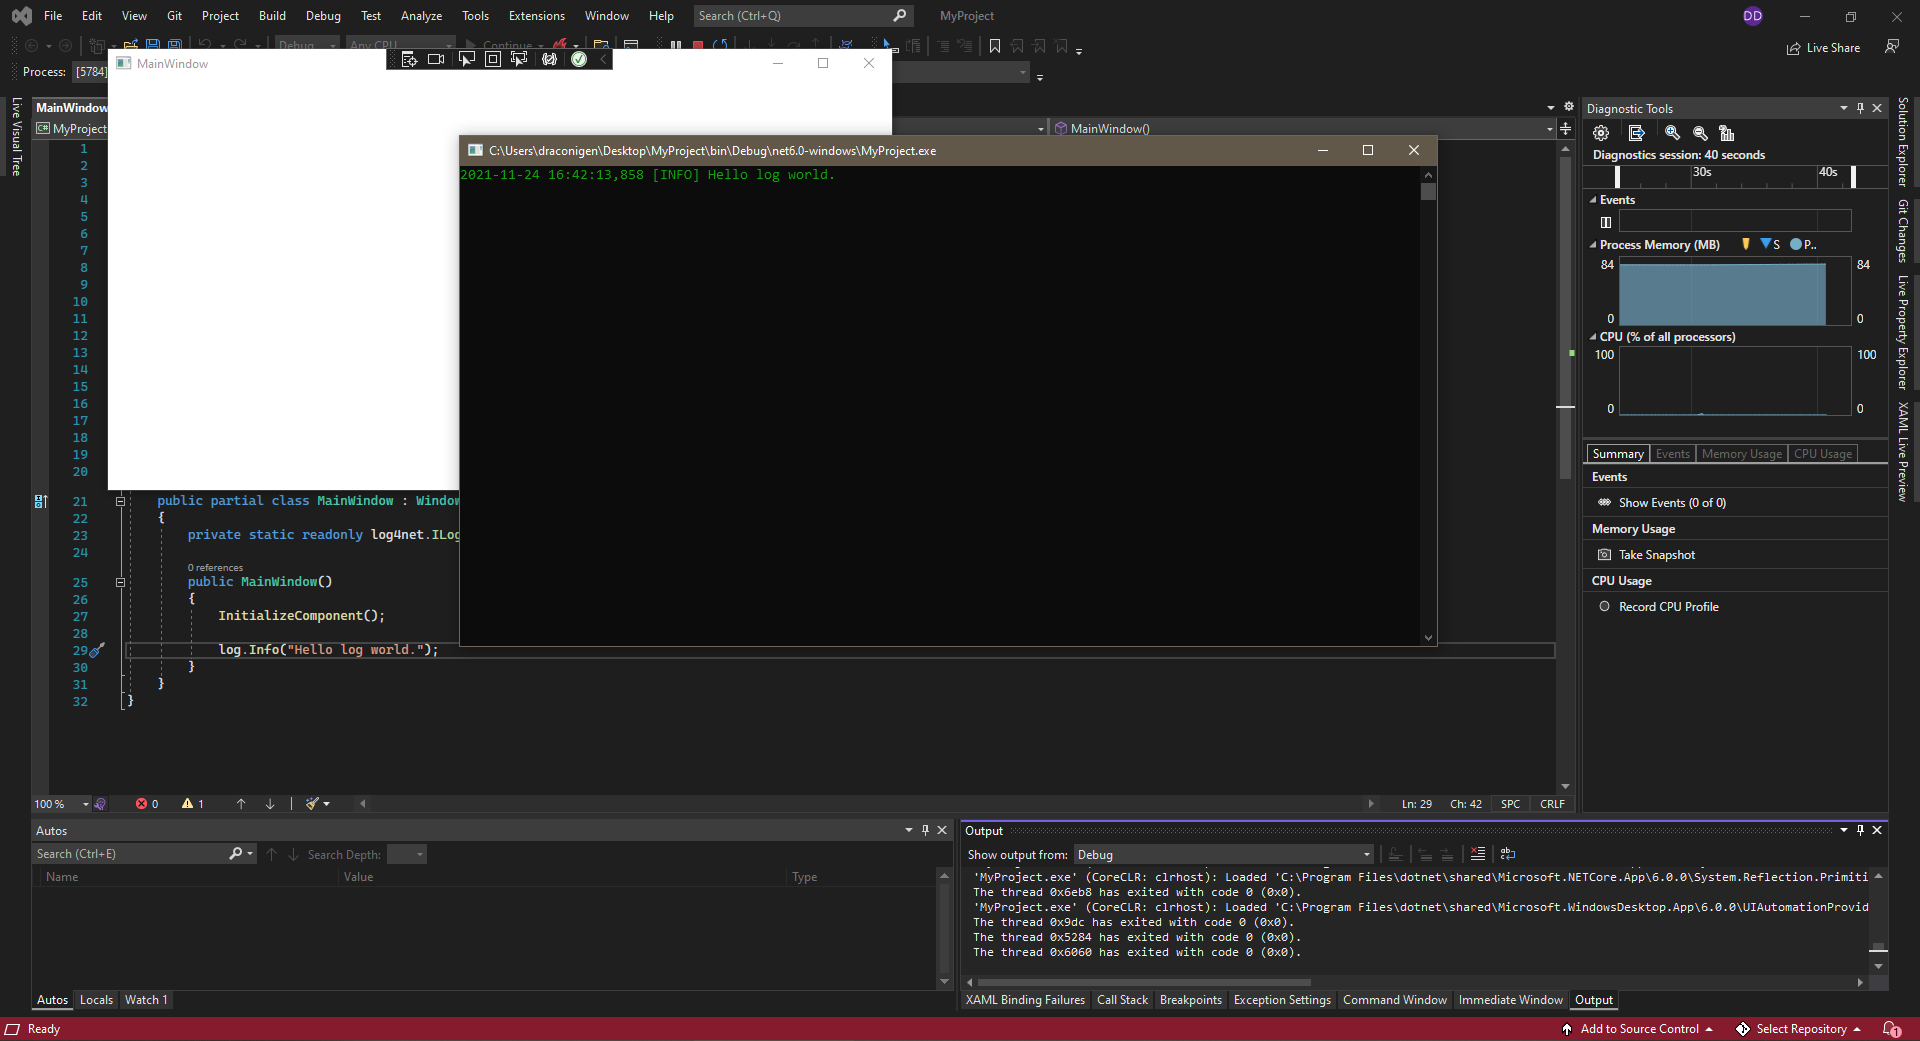 File Edit View Git Project Build Debug Test Analyze Tools Extensions Window Help Search (Ctrl+Q) MyProject DD
Debug Any CPU Continue Live Share
Process: [5784]
MainWindow
Live Visual Tree
MainWindow
MyProject
MainWindow()
C:\Users\draconigen\Desktop\MyProject\bin\Debug\net6.0-windows\MyProject.exe
2021-11-24 16:42:13,858 [INFO] Hello log world.
1
2
3
4
5
6
7
8
9
10
11
12
13
14
15
16
17
18
19
20
21 public partial class MainWindow : Window
22 {
23 private static readonly log4net.ILog
24
0 references
25 public MainWindow()
26 {
27 InitializeComponent();
28
29 log.Info("Hello log world.");
30 }
31 }
32 }
100 % 0 1 Ln: 29 Ch: 42 SPC CRLF
Diagnostic Tools
Diagnostics session: 40 seconds
30s 40s
Events
Process Memory (MB) S P..
84 84
0 0
CPU (% of all processors)
100 100
0 0
Summary Events Memory Usage CPU Usage
Events
Show Events (0 of 0)
Memory Usage
Take Snapshot
CPU Usage
Record CPU Profile
Solution Explorer
Git Changes
Live Property Explorer
XAML Live Preview
Autos
Search (Ctrl+E) Search Depth:
Name Value Type
Autos Locals Watch 1
Output
Show output from: Debug
'MyProject.exe' (CoreCLR: clrhost): Loaded 'C:\Program Files\dotnet\shared\Microsoft.NETCore.App\6.0.0\System.Reflection.Primiti
The thread 0x6eb8 has exited with code 0 (0x0).
'MyProject.exe' (CoreCLR: clrhost): Loaded 'C:\Program Files\dotnet\shared\Microsoft.WindowsDesktop.App\6.0.0\UIAutomationProvid
The thread 0x9dc has exited with code 0 (0x0).
The thread 0x5284 has exited with code 0 (0x0).
The thread 0x6060 has exited with code 0 (0x0).
XAML Binding Failures Call Stack Breakpoints Exception Settings Command Window Immediate Window Output
Ready Add to Source Control Select Repository 1